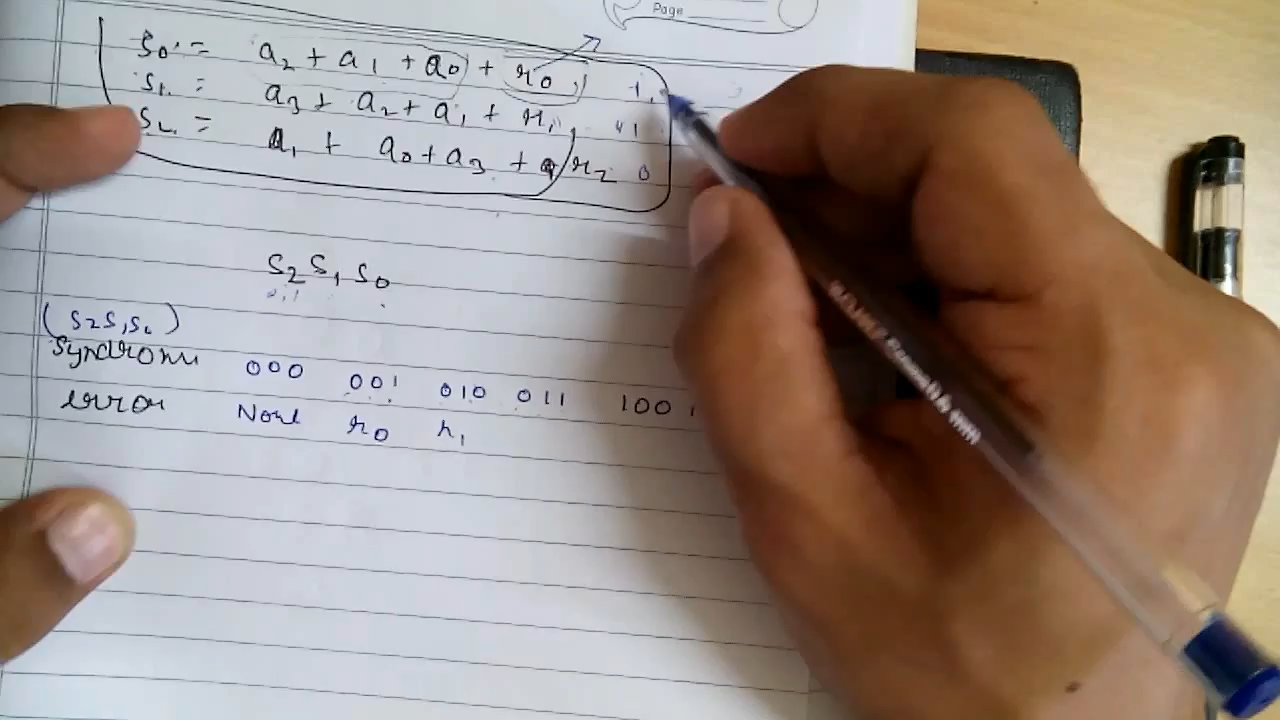 Page
S0 = a2 + a1 + a0 + r0 1
S1 = a3 + a2 + a1 + r1, 1
S2 = a1 + a0 + a3 + r2 0
S2 S1 S0
(S2S1S0)
Syndrome 000 001 010 011 100 1
error None r0 r1